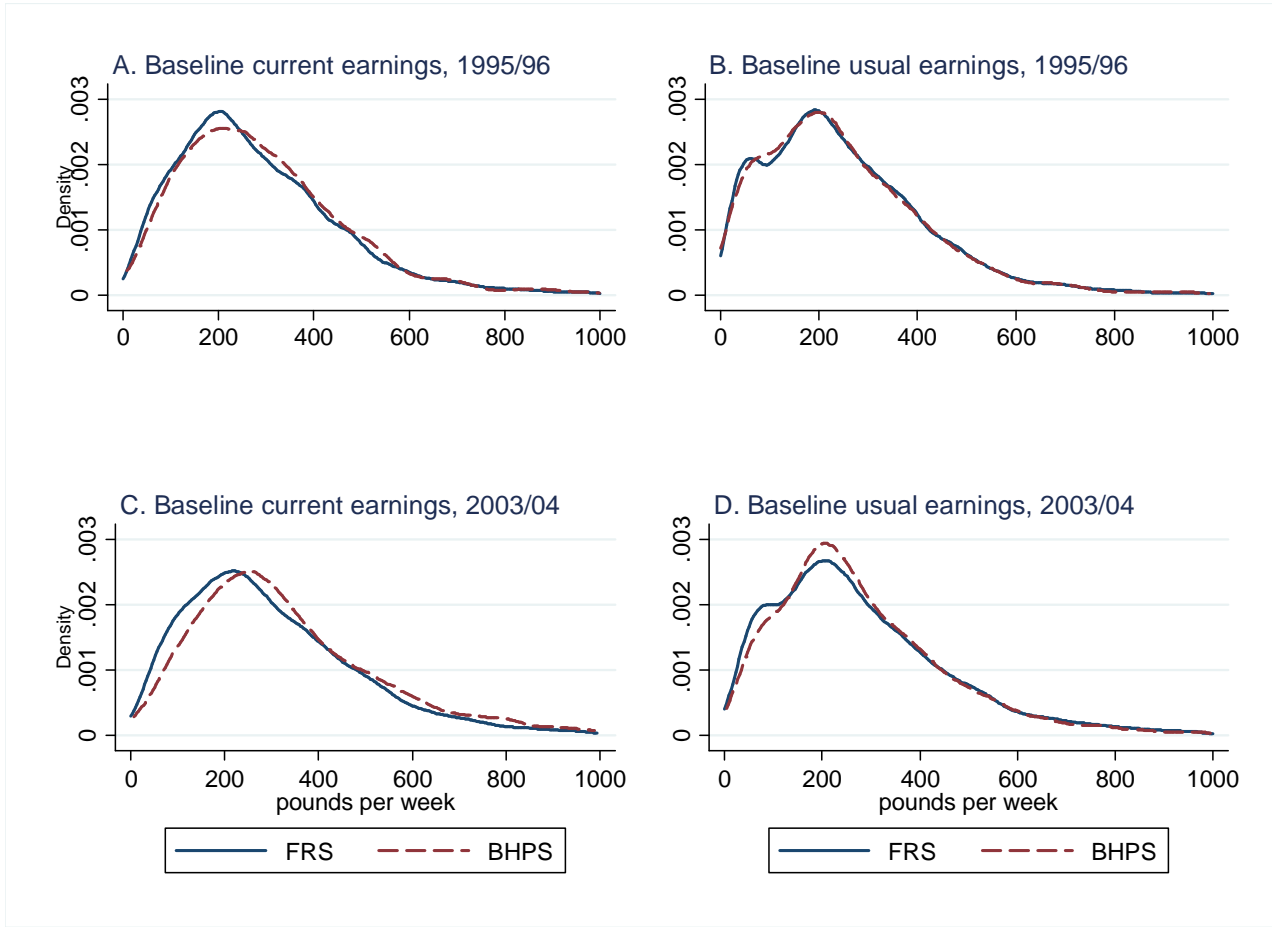 A. Baseline current earnings, 1995/96
Density
0 .001 .002 .003
0 200 400 600 800 1000
B. Baseline usual earnings, 1995/96
0 .001 .002 .003
0 200 400 600 800 1000
C. Baseline current earnings, 2003/04
Density
0 .001 .002 .003
0 200 400 600 800 1000
pounds per week
FRS BHPS
D. Baseline usual earnings, 2003/04
0 .001 .002 .003
0 200 400 600 800 1000
pounds per week
FRS BHPS